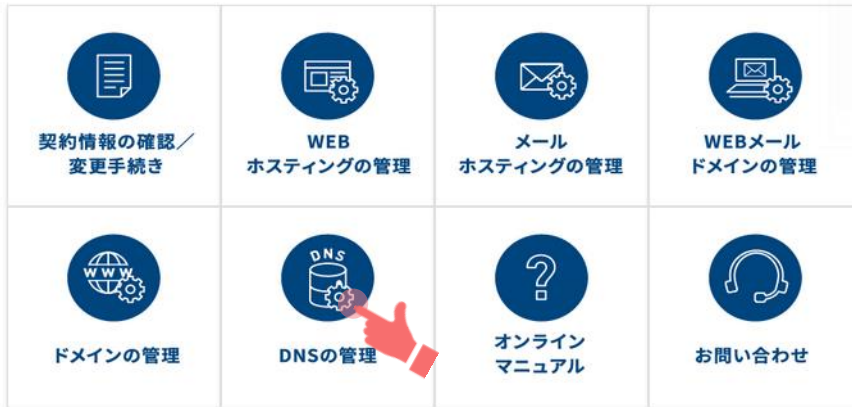 契約情報の確認／
変更手続き
WEB
ホスティングの管理
メール
ホスティングの管理
WEBメール
ドメインの管理
WWW
ドメインの管理
DNS
DNSの管理
?
オンライン
マニュアル
お問い合わせ